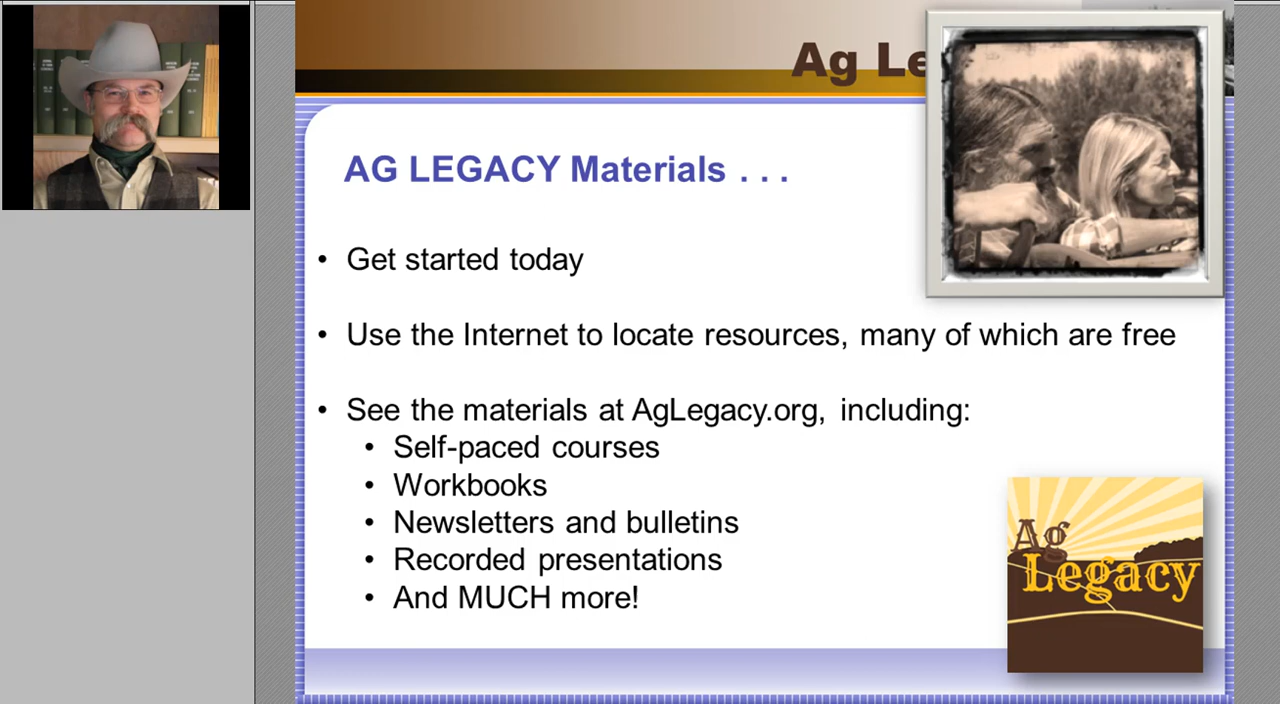 Ag Le
AG LEGACY Materials . . .
• Get started today
• Use the Internet to locate resources, many of which are free
• See the materials at AgLegacy.org, including:
• Self-paced courses
• Workbooks
• Newsletters and bulletins
• Recorded presentations
• And MUCH more!
Ag
Legacy